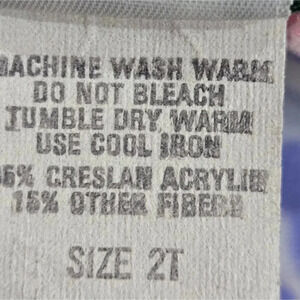 MACHINE WASH WARM
DO NOT BLEACH
TUMBLE DRY WARM
USE COOL IRON
85% CRESLAN ACRYLIC
15% OTHER FIBERS
SIZE 2T